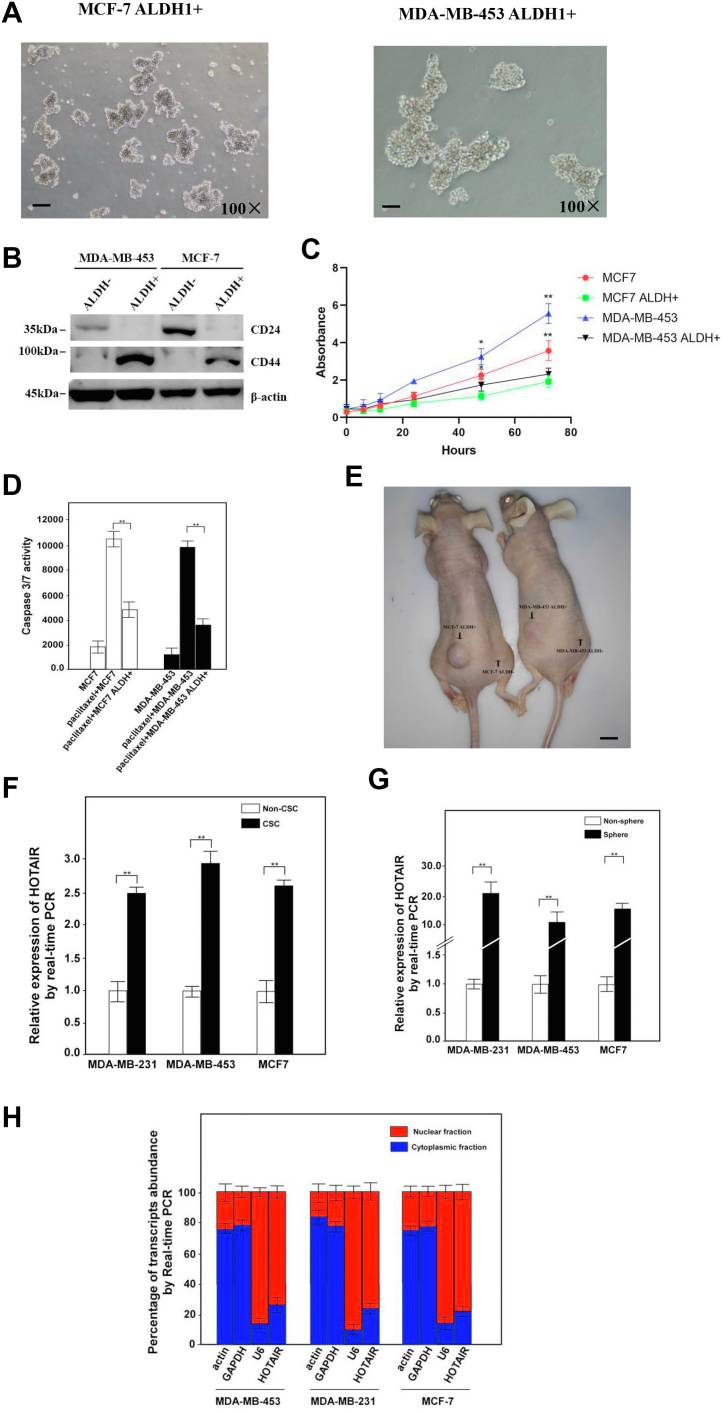 A
MCF-7 ALDH1+
MDA-MB-453 ALDH1+
100×
100×
B
MDA-MB-453 MCF-7
ALDH- ALDH+ ALDH- ALDH+
35kDa
CD24
100kDa
CD44
45kDa
β-actin
C
Absorbance
8
6
4
2
0
0 20 40 60 80
Hours
** ** * *
MCF7
MCF7 ALDH+
MDA-MB-453
MDA-MB-453 ALDH+
D
Caspase 3/7 activity
12000
10000
8000
6000
4000
2000
0
** **
MCF7
paclitaxel+MCF7
paclitaxel+MCF7 ALDH+
MDA-MB-453
paclitaxel+MDA-MB-453
paclitaxel+MDA-MB-453 ALDH+
E
MCF-7 ALDH+
MCF-7 ALDH-
MDA-MB-453 ALDH+
MDA-MB-453 ALDH-
F
Relative expression of HOTAIR
by real-time PCR
Non-CSC
CSC
3.0
2.5
2.0
1.5
1.0
0.5
0.0
** ** **
MDA-MB-231 MDA-MB-453 MCF7
G
Relative expression of HOTAIR
by real-time PCR
Non-sphere
Sphere
30.0
20.0
10.0
1.5
1.0
0.5
0.0
** ** **
MDA-MB-231 MDA-MB-453 MCF7
H
Percentage of transcripts abundance
by Real-time PCR
Nuclear fraction
Cytoplasmic fraction
100
80
60
40
20
0
actin GAPDH U6 HOTAIR actin GAPDH U6 HOTAIR actin GAPDH U6 HOTAIR
MDA-MB-453 MDA-MB-231 MCF-7